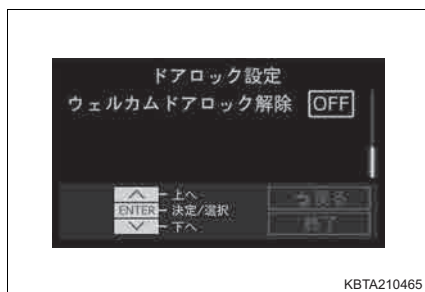 ドアロック設定
ウェルカムドアロック解除 OFF
上へ
ENTER 決定/選択
戻る
下へ
終了
KBTA210465